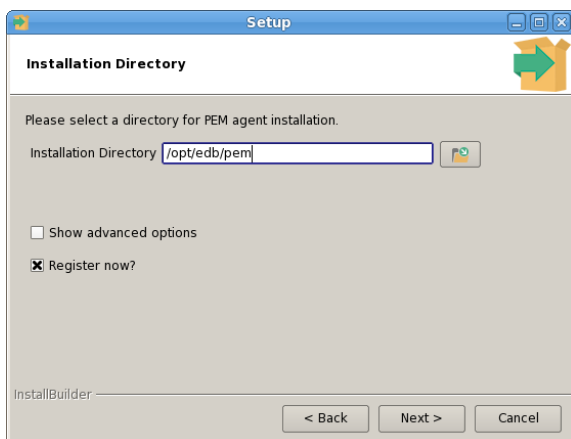 Setup
Installation Directory
Please select a directory for PEM agent installation.
Installation Directory /opt/edb/pem
Show advanced options
Register now?
InstallBuilder
< Back Next > Cancel